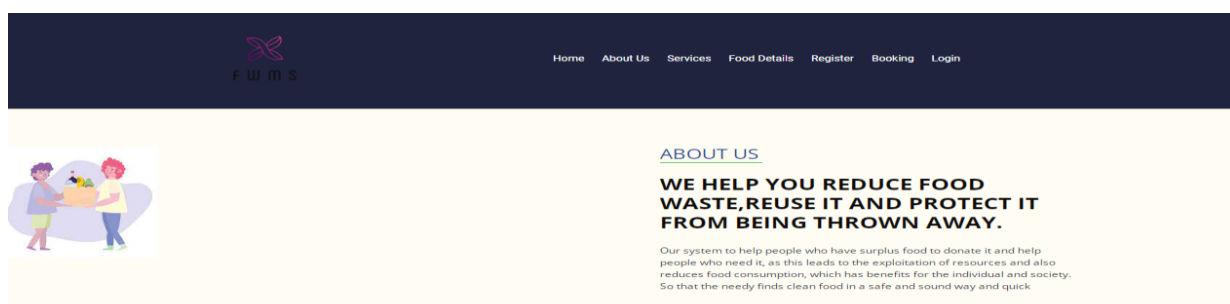 FWMS
Home About Us Services Food Details Register Booking Login
ABOUT US
WE HELP YOU REDUCE FOOD
WASTE,REUSE IT AND PROTECT IT
FROM BEING THROWN AWAY.
Our system to help people who have surplus food to donate it and help
people who need it, as this leads to the exploitation of resources and also
reduces food consumption, which has benefits for the individual and society.
So that the needy finds clean food in a safe and sound way and quick